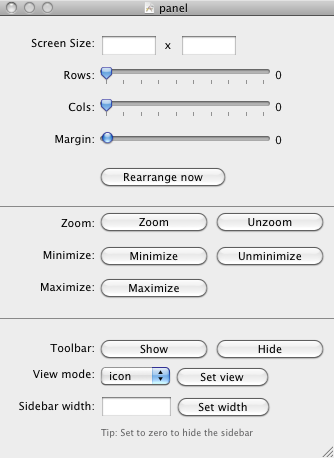 panel
Screen Size: x
Rows: 0
Cols: 0
Margin: 0
Rearrange now
Zoom: Zoom Unzoom
Minimize: Minimize Unminimize
Maximize: Maximize
Toolbar: Show Hide
View mode: icon Set view
Sidebar width: Set width
Tip: Set to zero to hide the sidebar